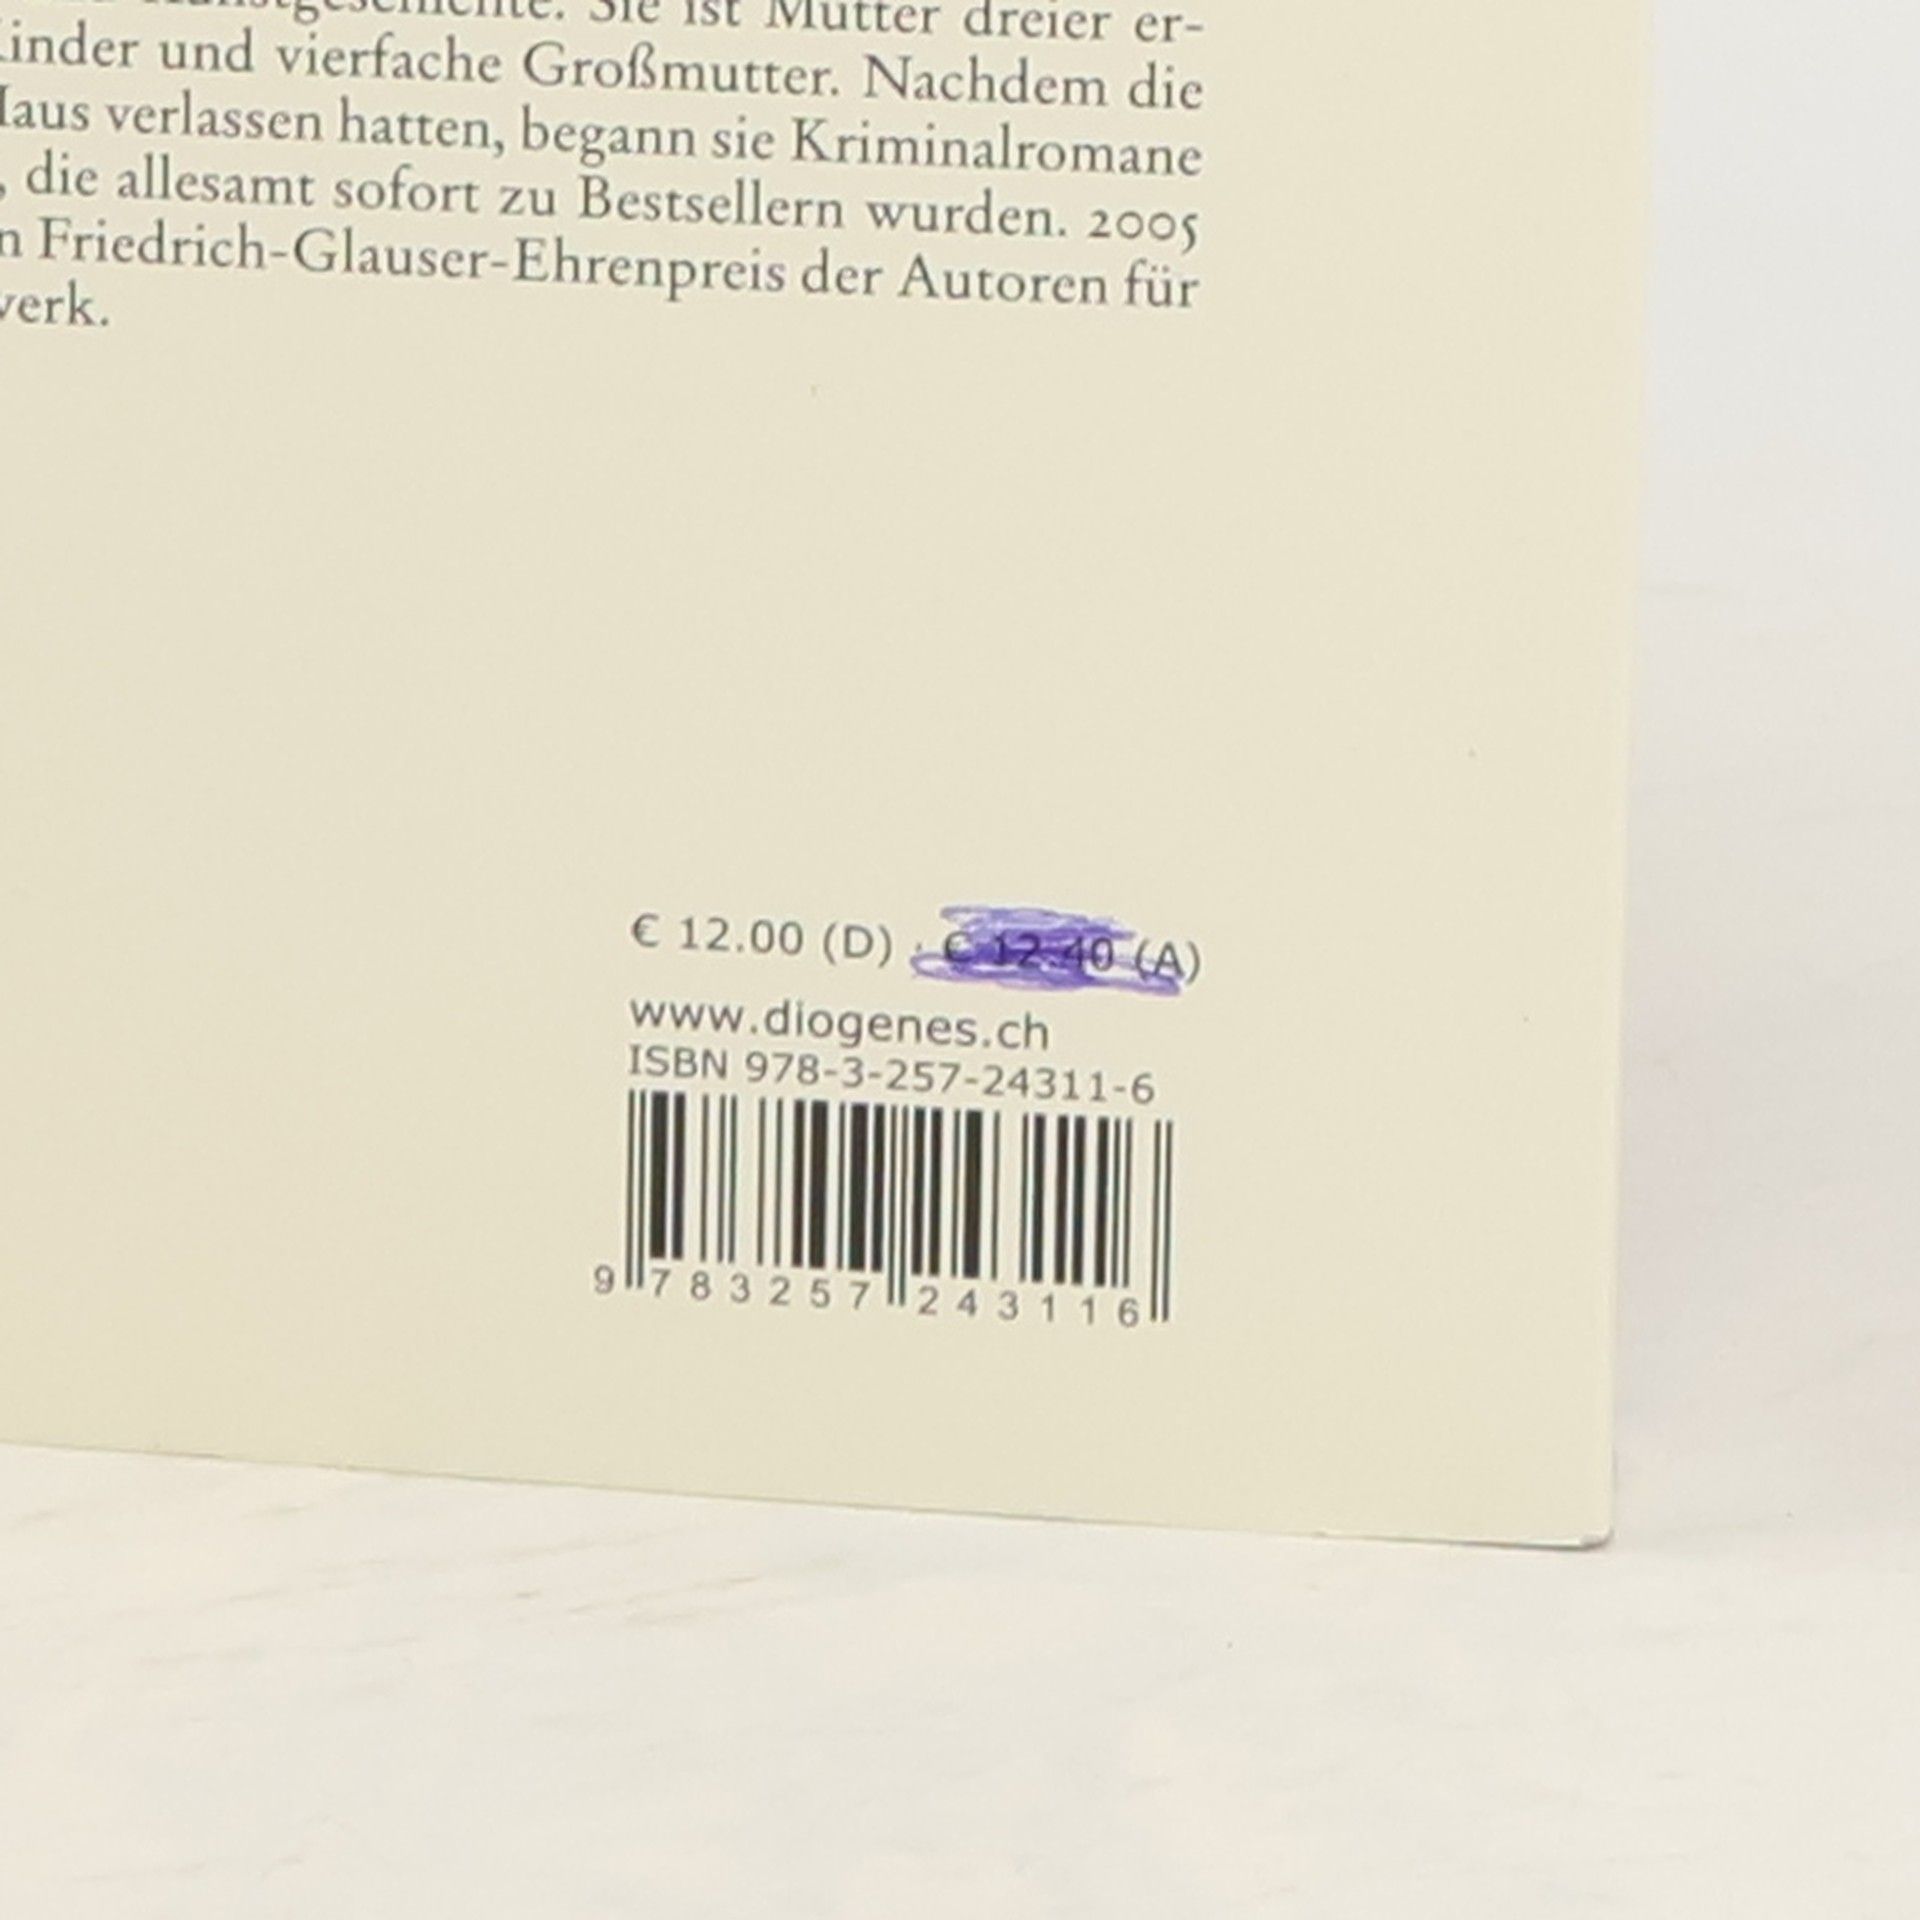 Kunstgeschichte. Sie ist Mutter dreier er-
inder und vierfache Großmutter. Nachdem die
aus verlassen hatten, begann sie Kriminalromane
, die allesamt sofort zu Bestsellern wurden. 2005
n Friedrich-Glauser-Ehrenpreis der Autoren für
werk.
€ 12.00 (D) · € 12.40 (A)
www.diogenes.ch
ISBN 978-3-257-24311-6
9 783257 243116